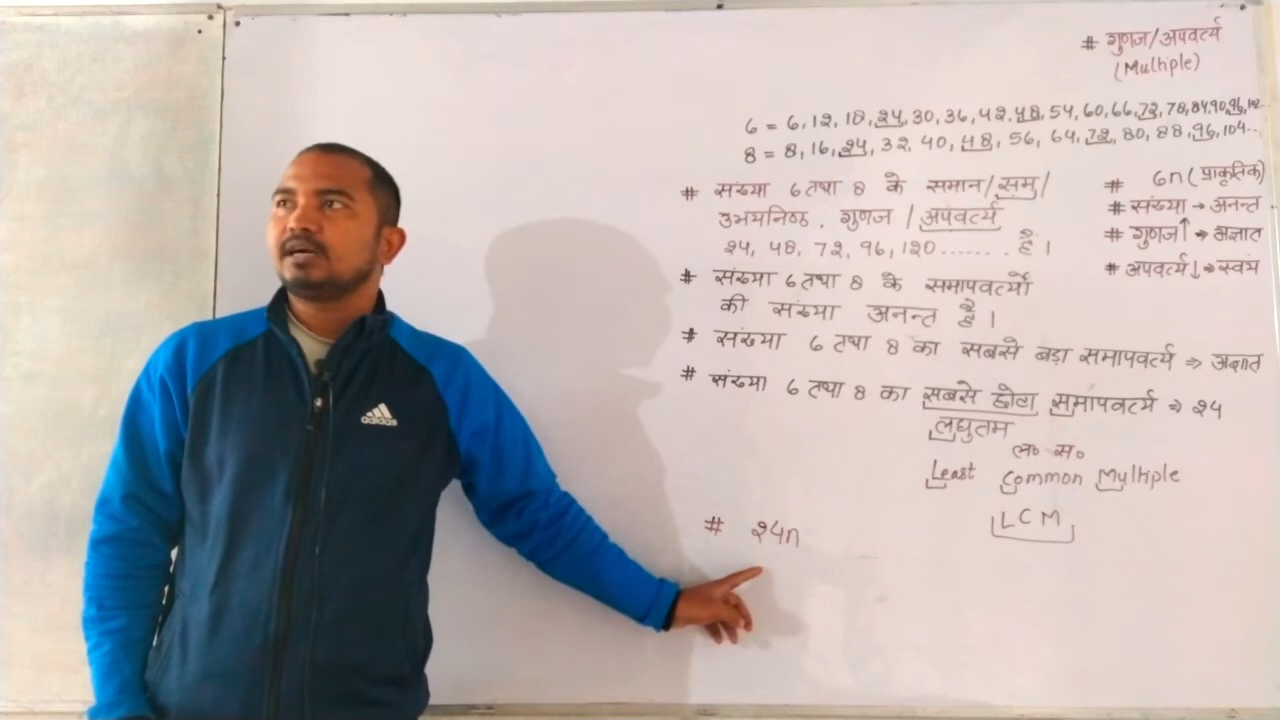 # गुणज/अपवर्त्य
(Multiple)
6 = 6, 12, 18, 24, 30, 36, 42, 48, 54, 60, 66, 72, 78, 84, 90, 96, 102...
8 = 8, 16, 24, 32, 40, 48, 56, 64, 72, 80, 88, 96, 104...
# संख्या 6 तथा 8 के समान/सम/
उभयनिष्ठ. गुणज / अपवर्त्य
24, 48, 72, 96, 120....... हैं।
# संख्या 6 तथा 8 के समापवर्त्यों
की संख्या अनन्त है।
# 6n (प्राकृतिक)
# संख्या → अनन्त
# गुणज↑ → अज्ञात
# अपवर्त्य↓ → स्वयं
# संख्या 6 तथा 8 का सबसे बड़ा समापवर्त्य ⇒ अज्ञात
# संख्या 6 तथा 8 का सबसे छोटा समापवर्त्य ⇒ 24
लघुतम
ल० स०
Least Common Multiple
LCM
# 24n
adidas